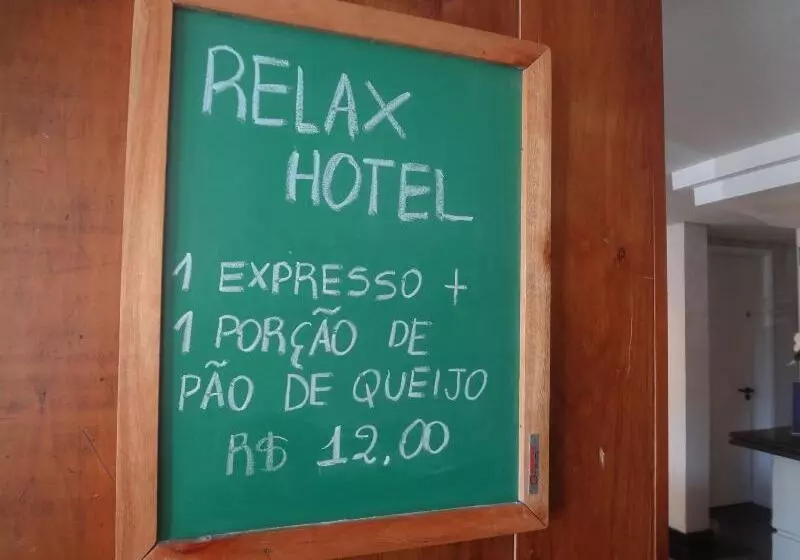 RELAX
HOTEL
1 EXPRESSO +
1 PORÇÃO DE
PÃO DE QUEIJO
R$ 12,00